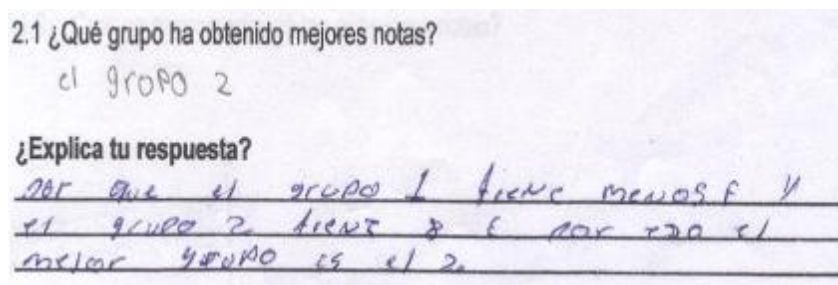 2.1 ¿Qué grupo ha obtenido mejores notas?
el gropo 2
¿Explica tu respuesta?
por que el grupo 1 tiene menos F y
el grupo 2 tiene 8 F por eso el
mejor grupo es el 2.